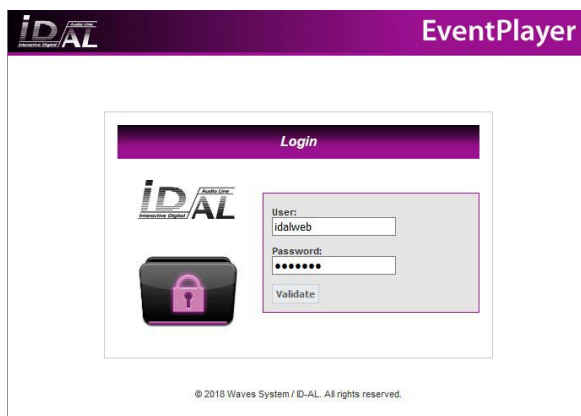 iD/AL Audio Line
Interactive Digital
EventPlayer
Login
iD/AL Audio Line
Interactive Digital
User:
idalweb
Password:
•••••••
Validate
© 2018 Waves System / ID-AL. All rights reserved.